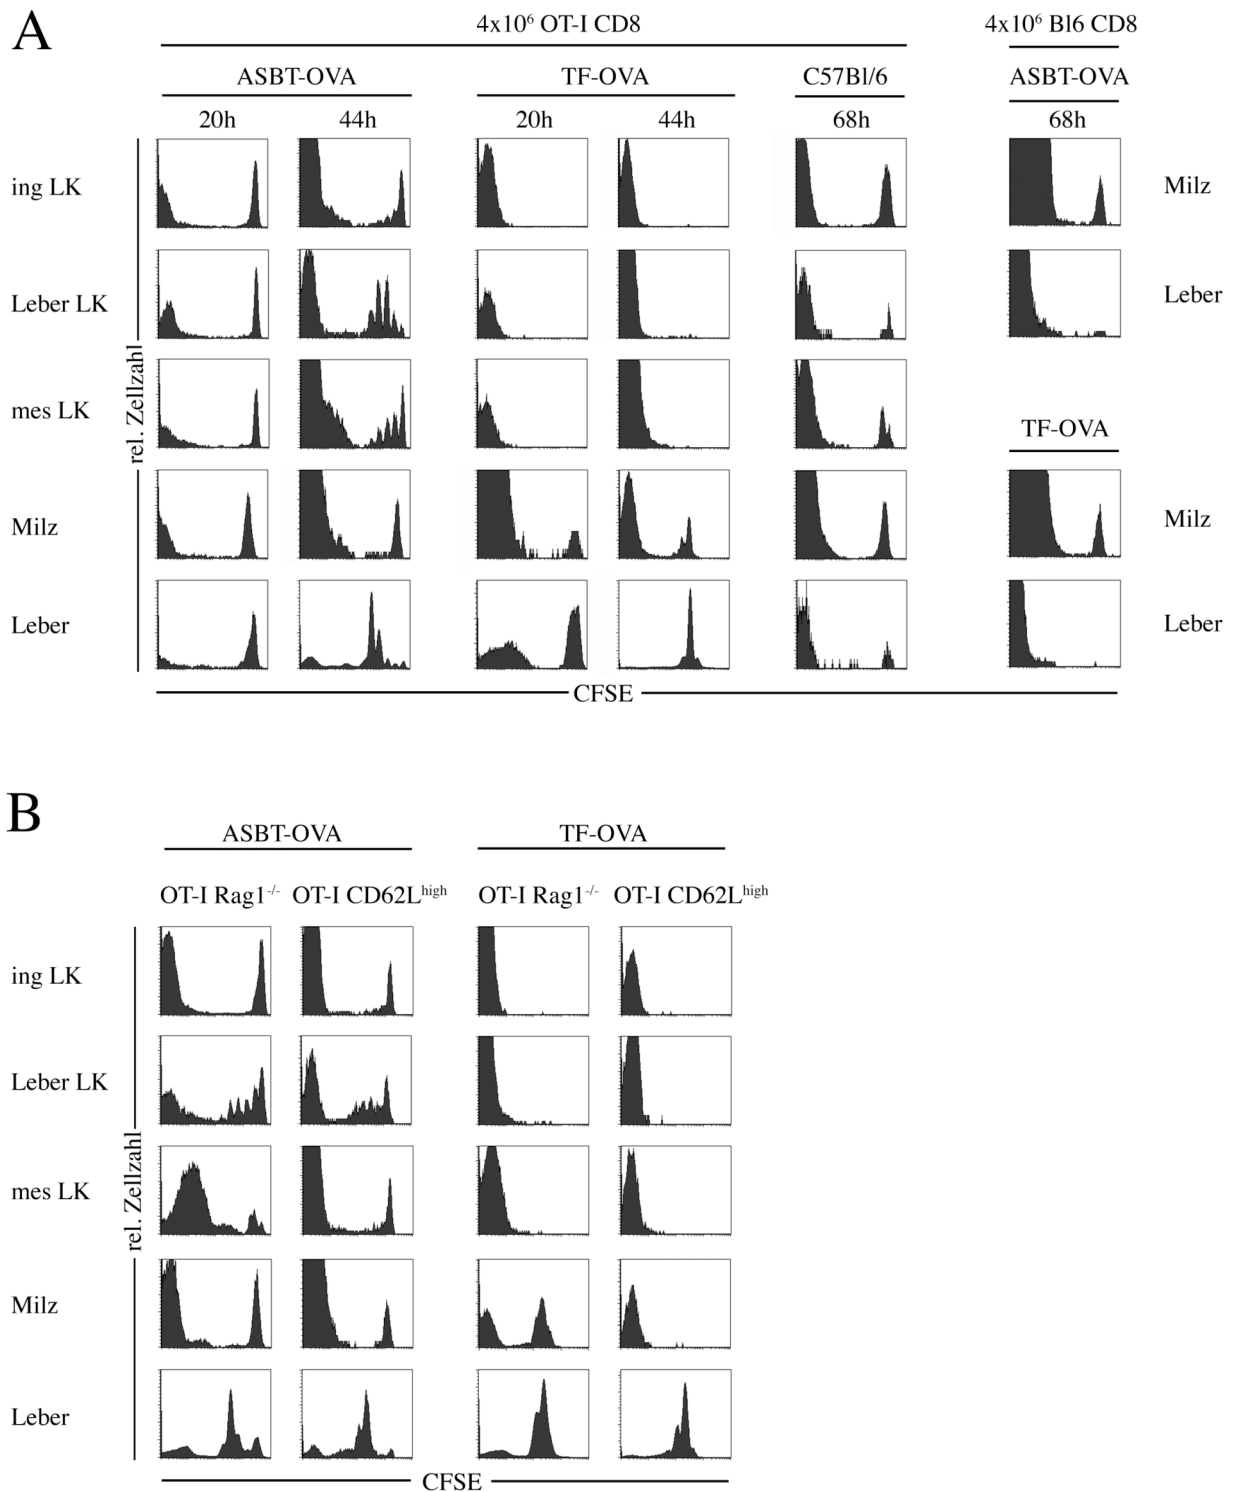 A
4x10⁶ OT-I CD8 4x10⁶ Bl6 CD8
ASBT-OVA TF-OVA C57Bl/6 ASBT-OVA
20h 44h 20h 44h 68h 68h
ing LK Milz
Leber LK Leber
mes LK
TF-OVA
Milz Milz
Leber Leber
rel. Zellzahl
CFSE
B
ASBT-OVA TF-OVA
OT-I Rag1⁻/⁻ OT-I CD62Lʰⁱᵍʰ OT-I Rag1⁻/⁻ OT-I CD62Lʰⁱᵍʰ
ing LK
Leber LK
mes LK
Milz
Leber
rel. Zellzahl
CFSE